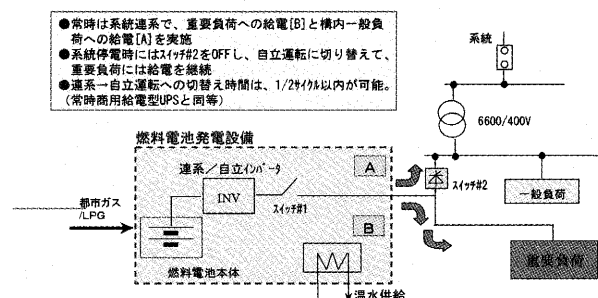 ●常時は系統連系で、重要負荷への給電[B]と構内一般負
荷への給電[A]を実施
●系統停電時にはｽｲｯﾁ#2をOFFし、自立運転に切り替えて、
重要負荷には給電を継続
●連系→自立運転への切替え時間は、1/2ｻｲｸﾙ以内が可能。
(常時商用給電型UPSと同等)
系統
6600/400V
燃料電池発電設備
連系／自立ｲﾝﾊﾞｰﾀ
A
INV
ｽｲｯﾁ#1
ｽｲｯﾁ#2
一般負荷
都市ガス
/LPG
B
燃料電池本体
重要負荷
温水供給